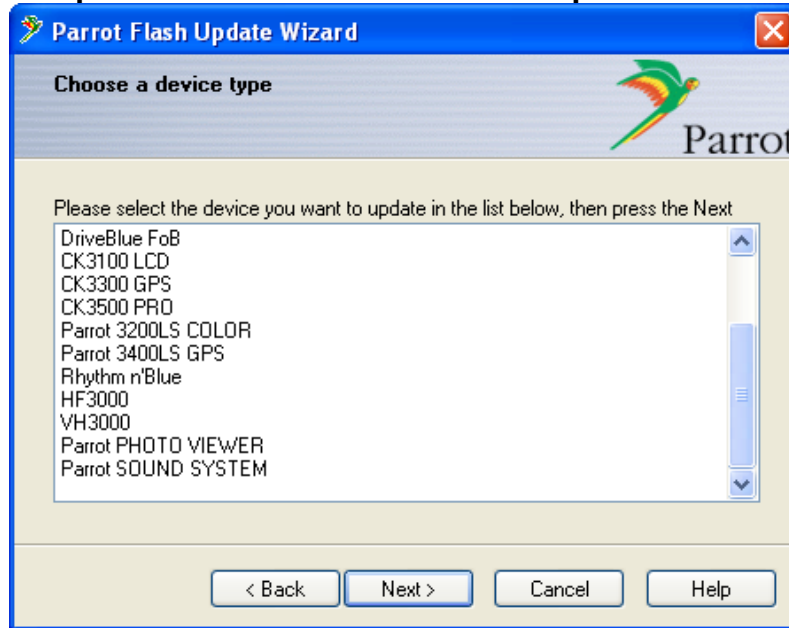 Parrot Flash Update Wizard
Choose a device type
Parrot
Please select the device you want to update in the list below, then press the Next
DriveBlue FoB
CK3100 LCD
CK3300 GPS
CK3500 PRO
Parrot 3200LS COLOR
Parrot 3400LS GPS
Rhythm n'Blue
HF3000
VH3000
Parrot PHOTO VIEWER
Parrot SOUND SYSTEM
< Back Next > Cancel Help